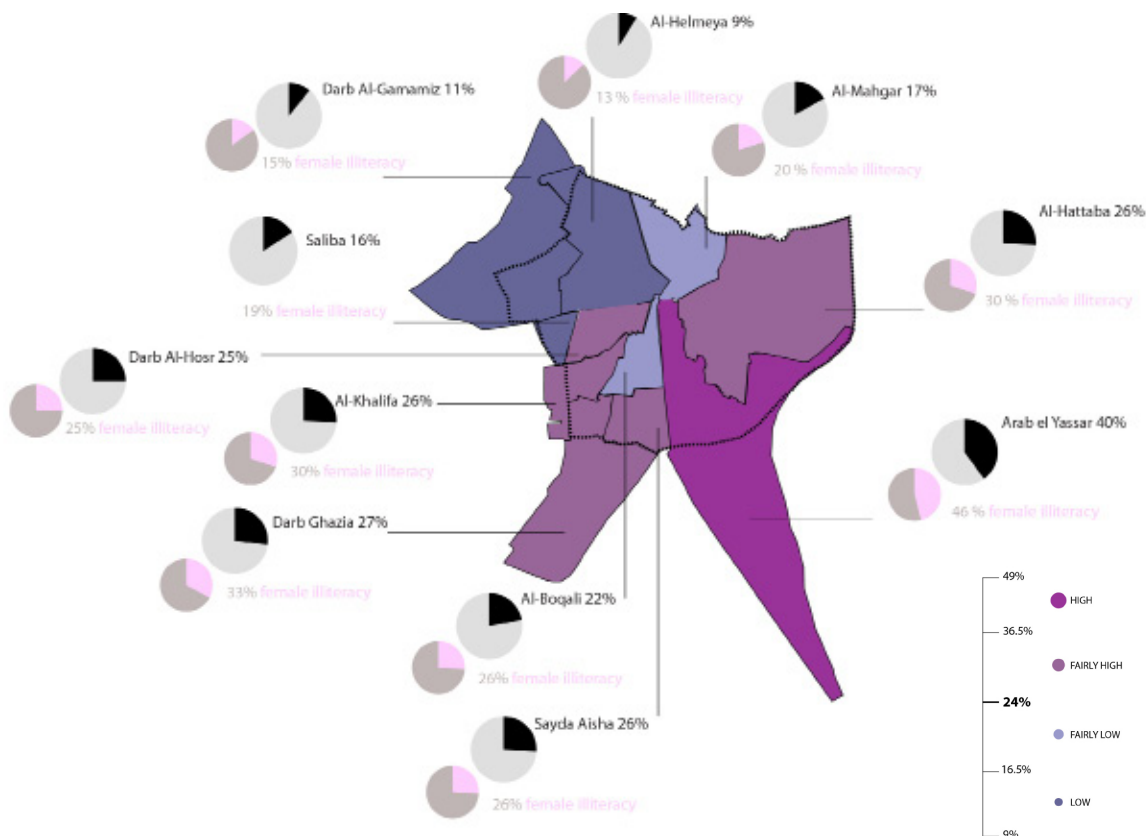 Al-Helmeya 9%
13 % female illiteracy
Darb Al-Gamamiz 11%
15% female illiteracy
Al-Mahgar 17%
20 % female illiteracy
Saliba 16%
19% female illiteracy
Al-Hattaba 26%
30 % female illiteracy
Darb Al-Hosr 25%
25% female illiteracy
Al-Khalifa 26%
30% female illiteracy
Arab el Yassar 40%
46 % female illiteracy
Darb Ghazia 27%
33% female illiteracy
Al-Boqali 22%
26% female illiteracy
Sayda Aisha 26%
26% female illiteracy
49%
HIGH
36.5%
FAIRLY HIGH
24%
FAIRLY LOW
16.5%
LOW
9%